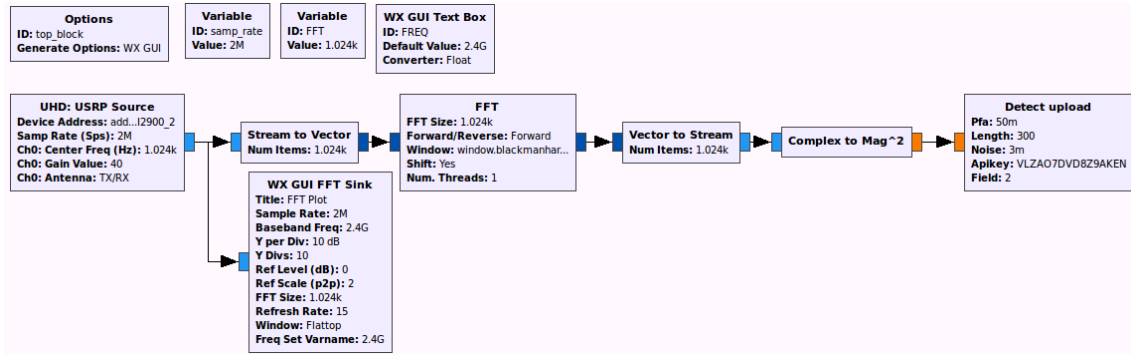 Options
ID: top_block
Generate Options: WX GUI
Variable
ID: samp_rate
Value: 2M
Variable
ID: FFT
Value: 1.024k
WX GUI Text Box
ID: FREQ
Default Value: 2.4G
Converter: Float
UHD: USRP Source
Device Address: add...I2900_2
Samp Rate (Sps): 2M
Ch0: Center Freq (Hz): 1.024k
Ch0: Gain Value: 40
Ch0: Antenna: TX/RX
Stream to Vector
Num Items: 1.024k
FFT
FFT Size: 1.024k
Forward/Reverse: Forward
Window: window.blackmanhar...
Shift: Yes
Num. Threads: 1
Vector to Stream
Num Items: 1.024k
Complex to Mag^2
Detect upload
Pfa: 50m
Length: 300
Noise: 3m
Apikey: VLZAO7DVD8Z9AKEN
Field: 2
WX GUI FFT Sink
Title: FFT Plot
Sample Rate: 2M
Baseband Freq: 2.4G
Y per Div: 10 dB
Y Divs: 10
Ref Level (dB): 0
Ref Scale (p2p): 2
FFT Size: 1.024k
Refresh Rate: 15
Window: Flattop
Freq Set Varname: 2.4G